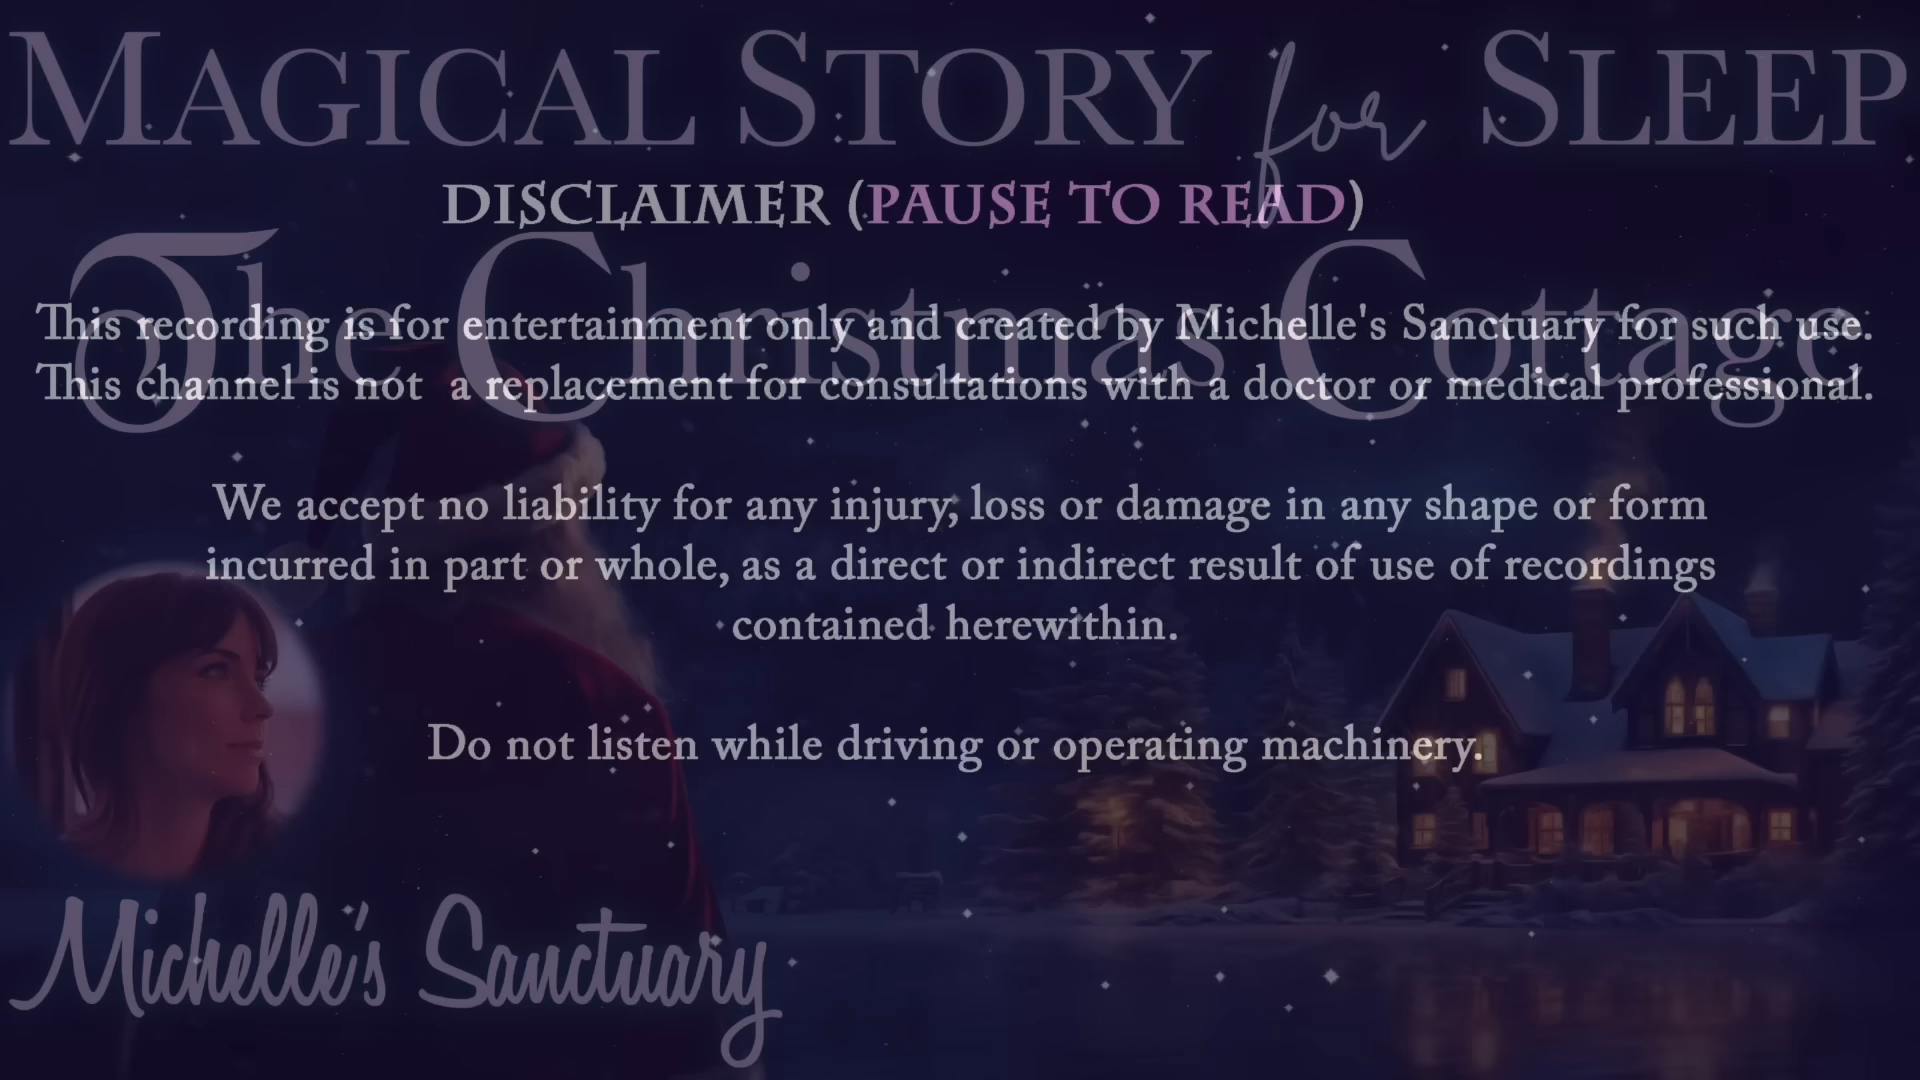 MAGICAL STORY for SLEEP
DISCLAIMER (PAUSE TO READ)
The Christmas Cottage
This recording is for entertainment only and created by Michelle's Sanctuary for such use.
This channel is not a replacement for consultations with a doctor or medical professional.
We accept no liability for any injury, loss or damage in any shape or form
incurred in part or whole, as a direct or indirect result of use of recordings
contained herewithin.
Do not listen while driving or operating machinery.
Michelle's Sanctuary